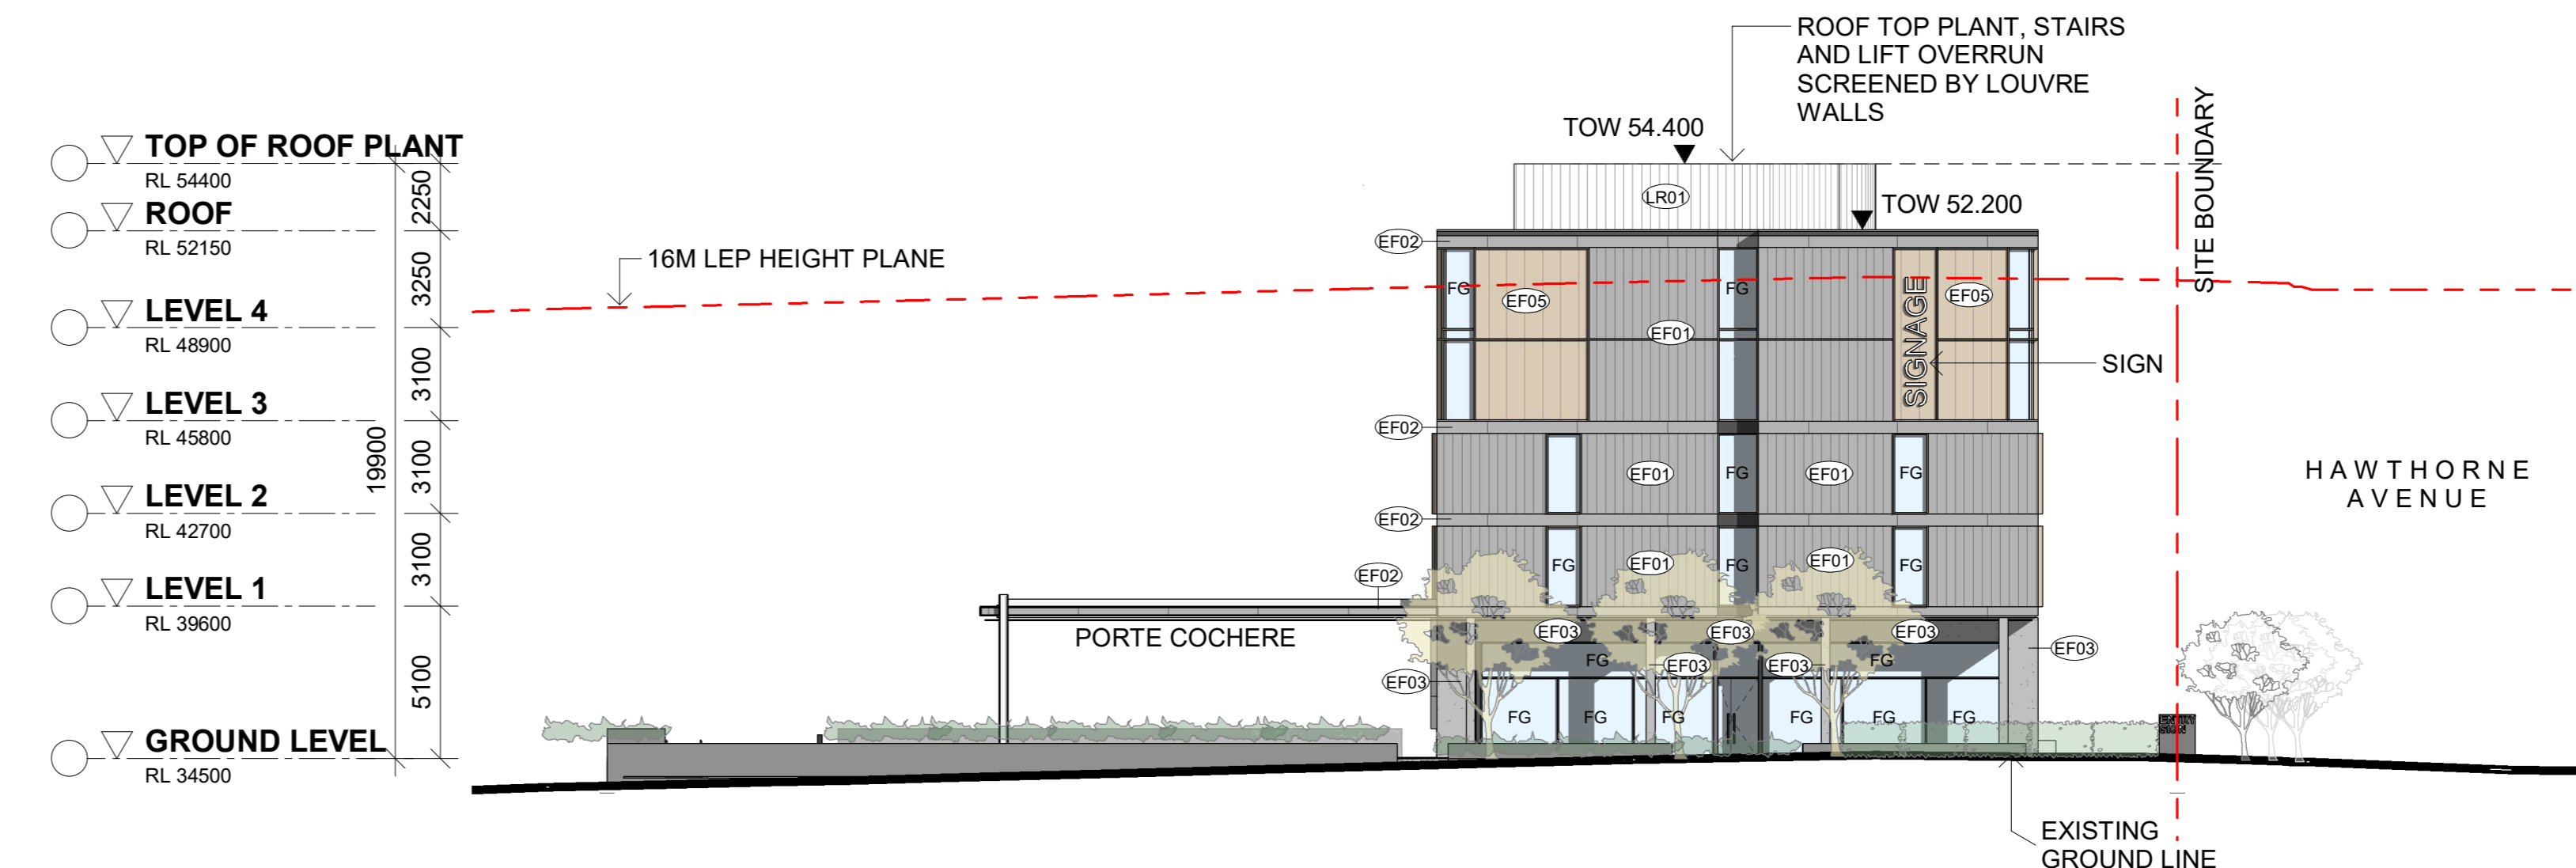 ROOF TOP PLANT, STAIRS
AND LIFT OVERRUN
SCREENED BY LOUVRE
WALLS
TOW 54.400
TOW 52.200
SITE BOUNDARY
TOP OF ROOF PLANT
RL 54400
2250
ROOF
RL 52150
3250
LEVEL 4
RL 48900
3100
LEVEL 3
RL 45800
3100
LEVEL 2
RL 42700
3100
LEVEL 1
RL 39600
5100
GROUND LEVEL
RL 34500
19900
16M LEP HEIGHT PLANE
LR01
EF02
FG
EF05
EF01
FG
SIGNAGE
EF05
SIGN
EF02
EF01
FG
EF01
FG
EF02
FG
EF01
FG
EF01
FG
EF02
PORTE COCHERE
EF03
EF03
EF03
EF03
FG
EF03
EF03
FG
EF03
FG
FG
FG
FG
FG
FG
ENTRY
SIGN
HAWTHORNE
AVENUE
EXISTING
GROUND LINE